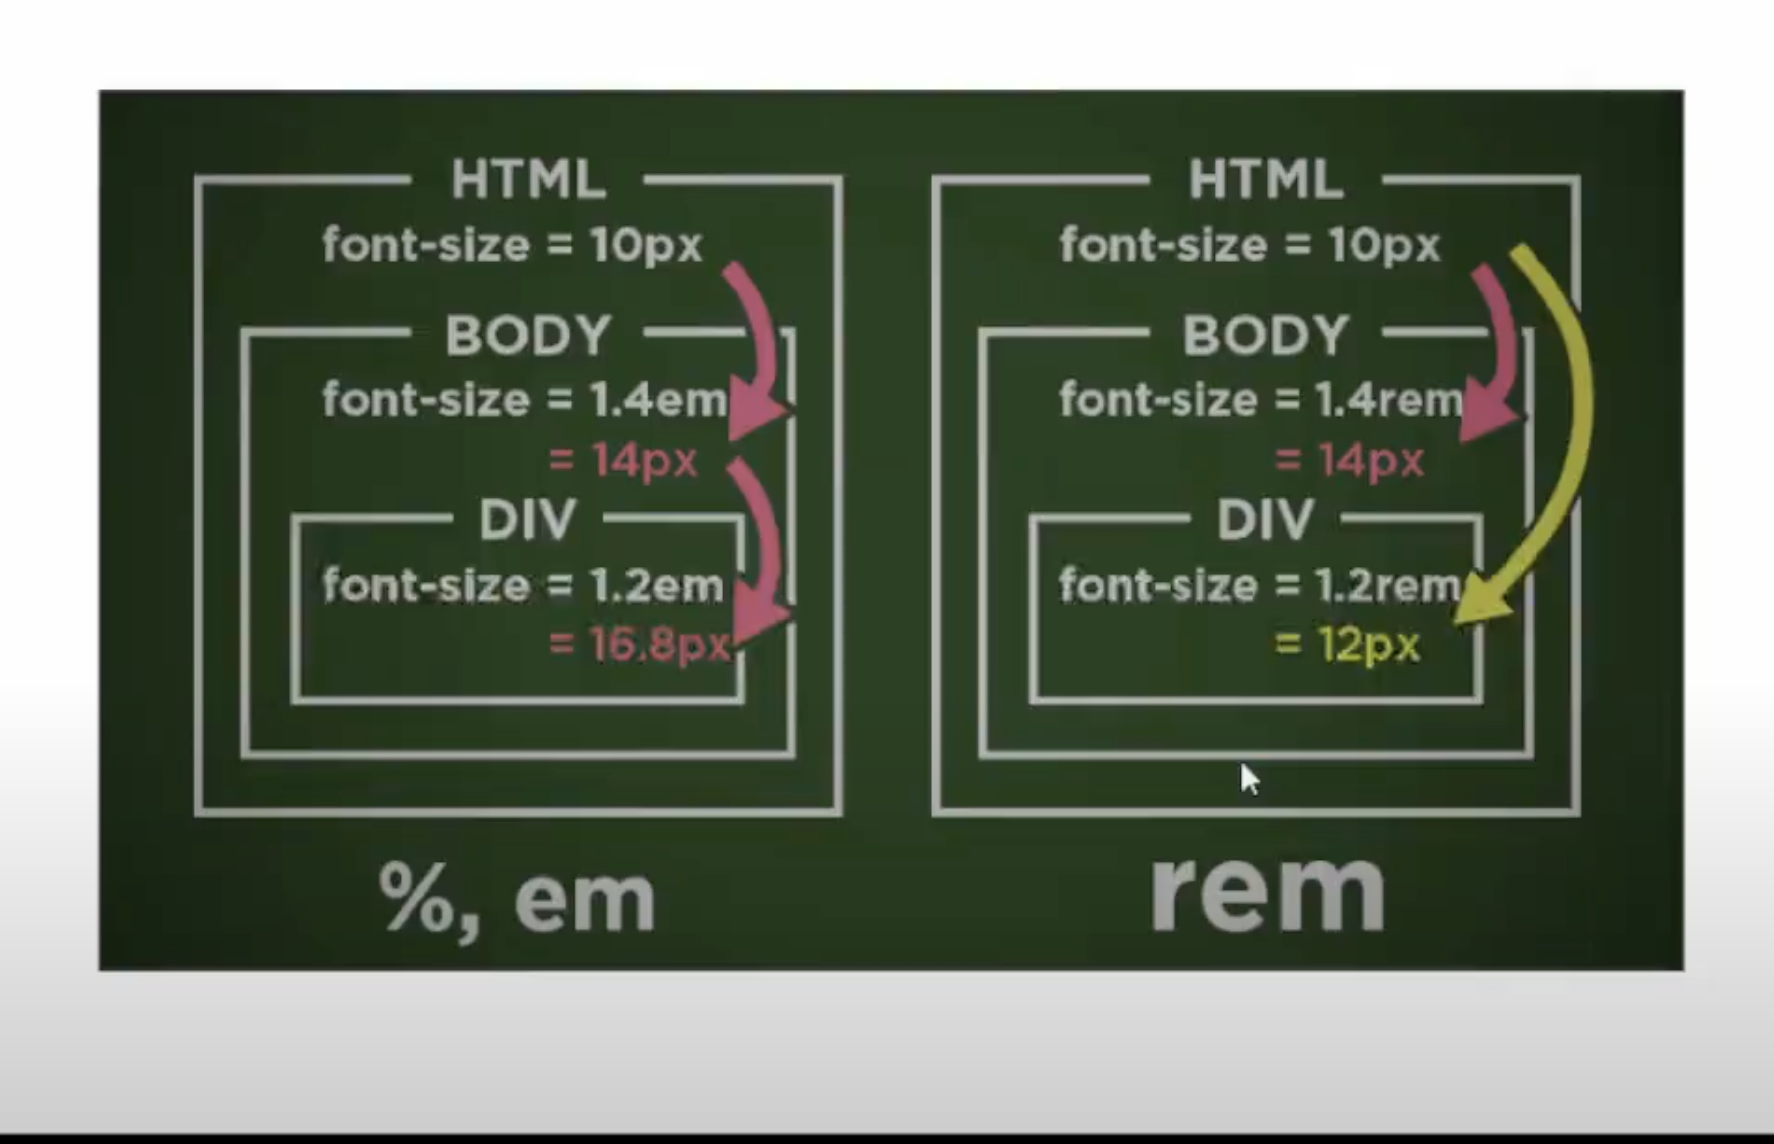 HTML
font-size = 10px
BODY
font-size = 1.4em
= 14px
DIV
font-size = 1.2em
= 16.8px
%, em
HTML
font-size = 10px
BODY
font-size = 1.4rem
= 14px
DIV
font-size = 1.2rem
= 12px
rem